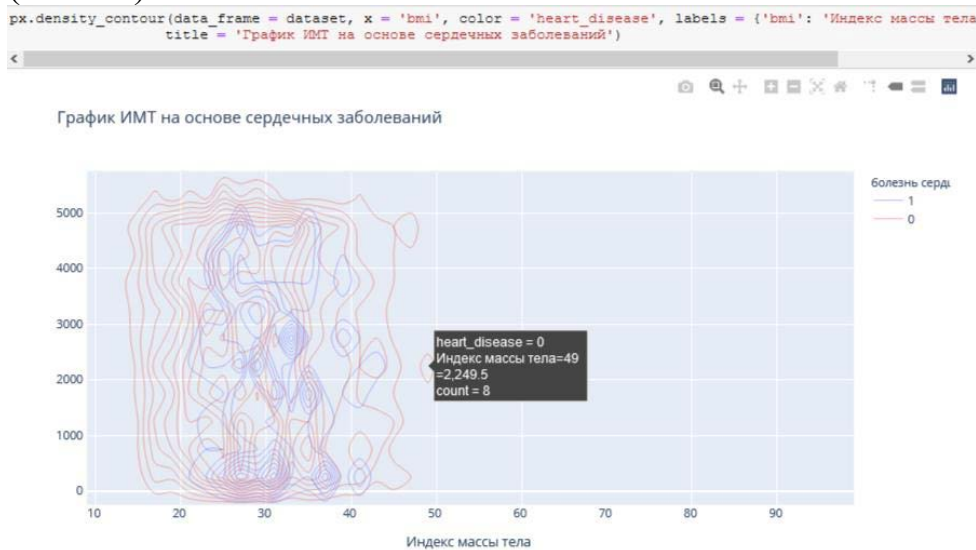 px.density_contour(data_frame = dataset, x = 'bmi', color = 'heart_disease', labels = {'bmi': 'Индекс массы тела
title = 'График ИМТ на основе сердечных заболеваний')
График ИМТ на основе сердечных заболеваний
болезнь
1
0
5000
4000
3000
2000
1000
0
heart_disease = 0
Индекс массы тела=49
=2,249.5
count = 8
10 20 30 40 50 60 70 80 90
Индекс массы тела